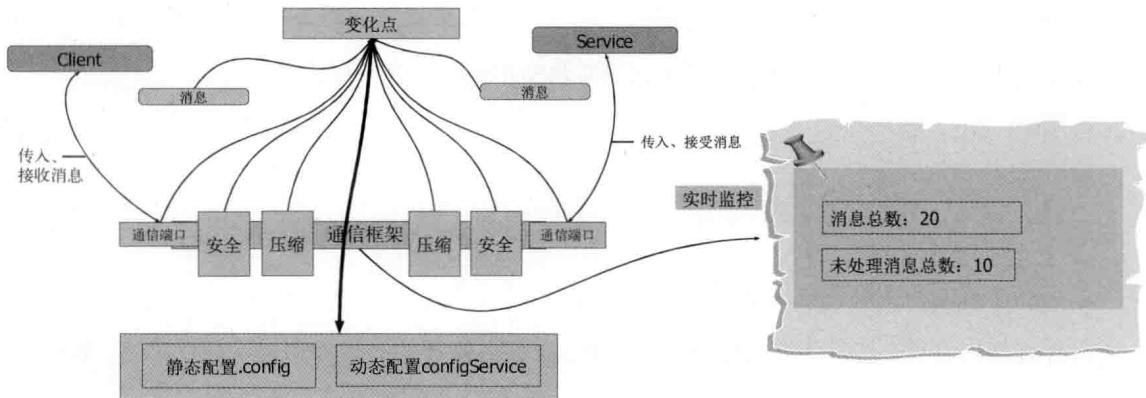 变化点
Client
Service
消息
消息
传入、
接收消息
传入、接受消息
实时监控
消息总数：20
未处理消息总数：10
通信端口
安全
压缩
通信框架
压缩
安全
通信端口
静态配置.config
动态配置configService